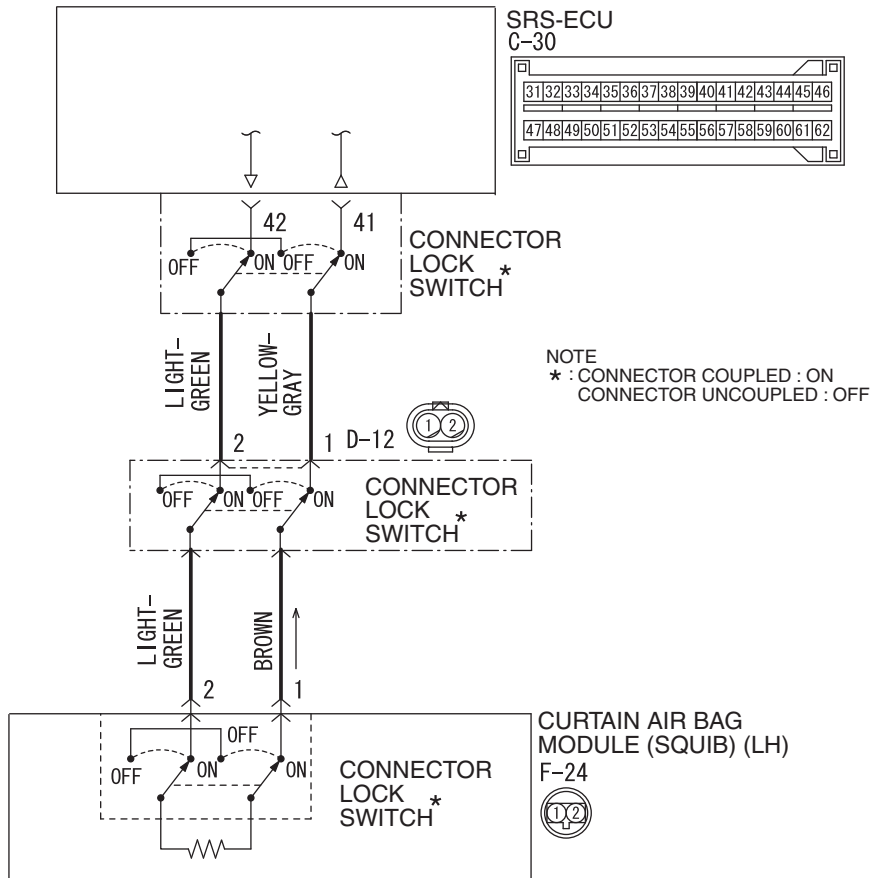 SRS-ECU
C-30
31 32 33 34 35 36 37 38 39 40 41 42 43 44 45 46
47 48 49 50 51 52 53 54 55 56 57 58 59 60 61 62
42 41
OFF ON OFF ON
CONNECTOR
LOCK
SWITCH *
LIGHT-
GREEN
YELLOW-
GRAY
NOTE
* : CONNECTOR COUPLED : ON
CONNECTOR UNCOUPLED : OFF
2 1 D-12
1 2
OFF ON OFF ON
CONNECTOR
LOCK
SWITCH *
LIGHT-
GREEN
BROWN
2 1
OFF ON OFF ON
CONNECTOR
LOCK
SWITCH *
CURTAIN AIR BAG
MODULE (SQUIB) (LH)
F-24
1 2